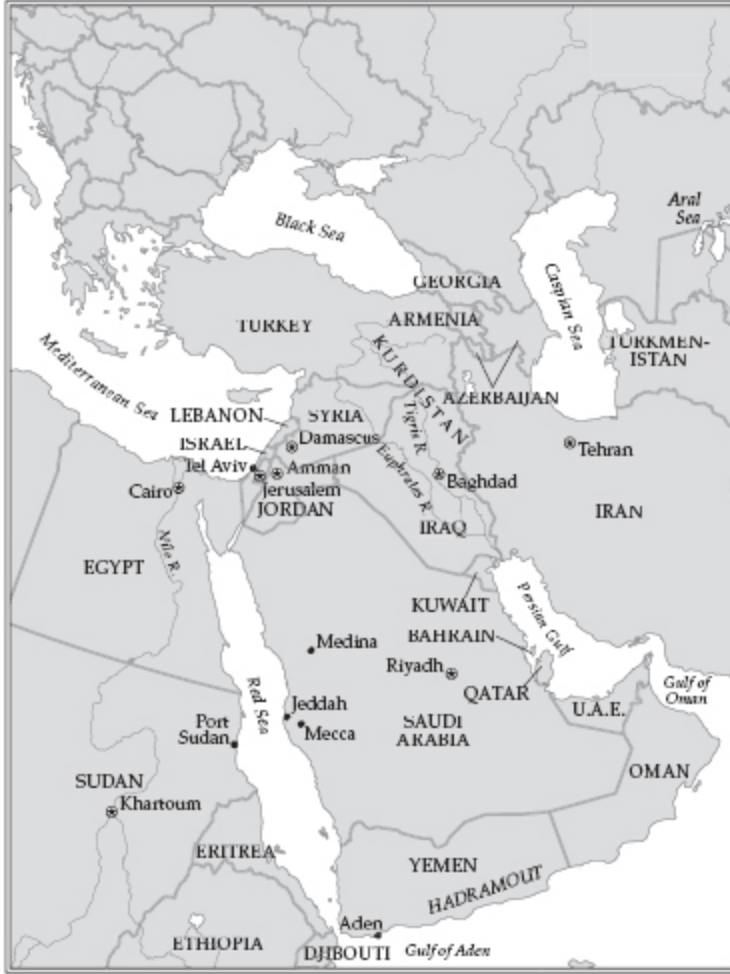 Black Sea
Aral
Sea
Caspian Sea
GEORGIA
TURKEY
ARMENIA
TURKMEN-
ISTAN
Mediterranean Sea
KURDISTAN
AZERBAIJAN
LEBANON
SYRIA
Tigris R.
Damascus
ISRAEL
Tehran
Tel Aviv
Amman
Euphrates R.
Baghdad
Cairo
Jerusalem
JORDAN
IRAQ
IRAN
Nile R.
EGYPT
KUWAIT
Persian Gulf
Medina
BAHRAIN
Riyadh
QATAR
Gulf of
Oman
Red Sea
Jeddah
U.A.E.
Port
Sudan
Mecca
SAUDI
ARABIA
OMAN
SUDAN
Khartoum
ERITREA
YEMEN
HADRAMOUT
Aden
ETHIOPIA
DJIBOUTI
Gulf of Aden